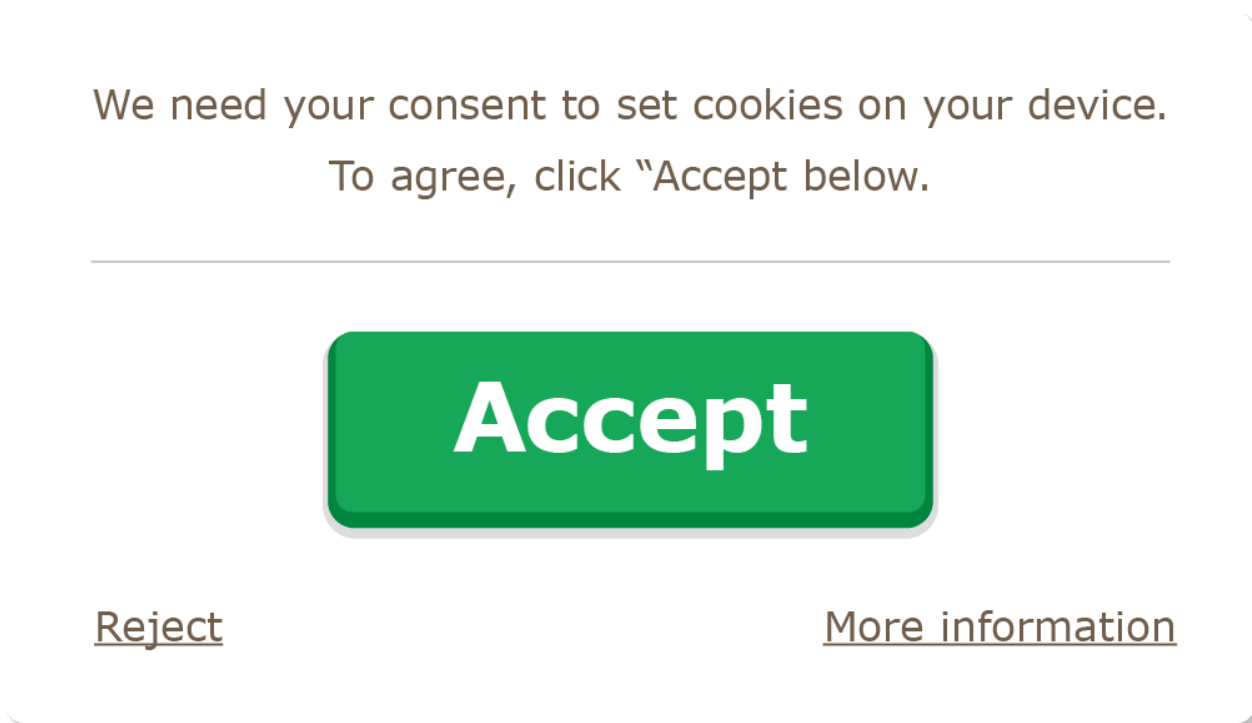 We need your consent to set cookies on your device.
To agree, click “Accept below.
Accept
Reject
More information